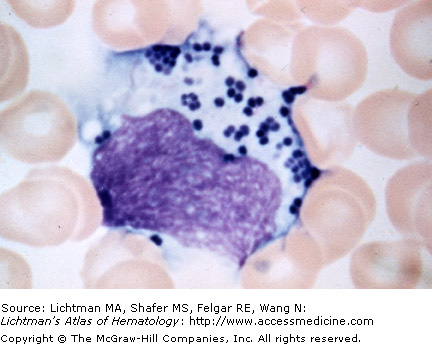 Source: Lichtman MA, Shafer MS, Felgar RE, Wang N:
Lichtman's Atlas of Hematology: http://www.accessmedicine.com
Copyright © The McGraw-Hill Companies, Inc. All rights reserved.